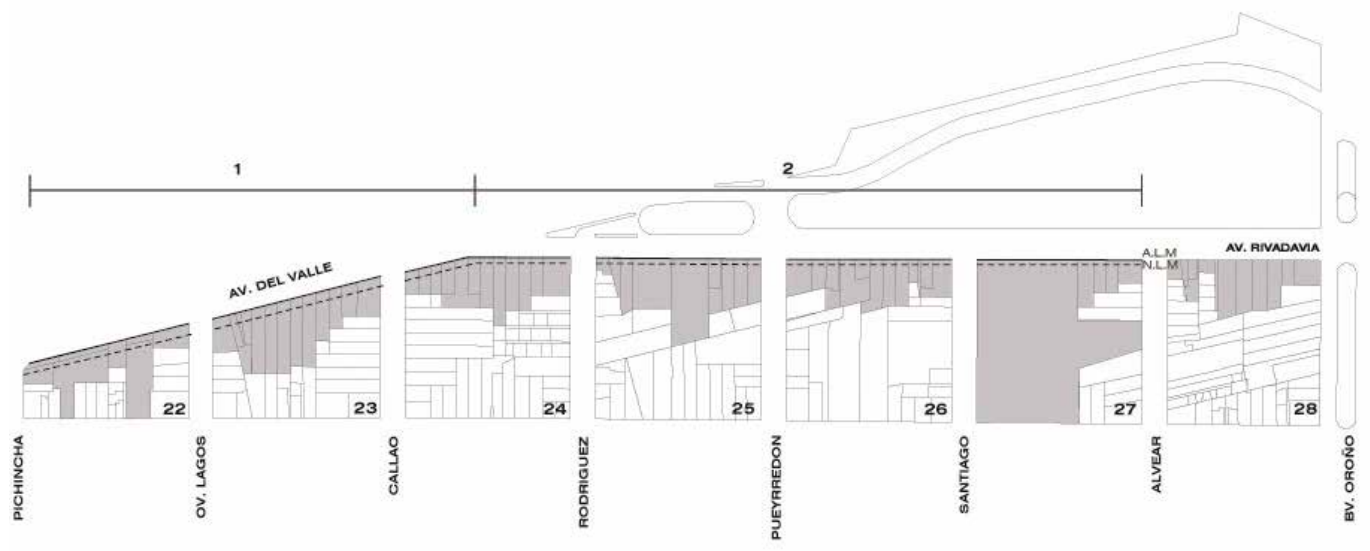 1
2
AV. DEL VALLE
A.L.M
N.L.M
AV. RIVADAVIA
22
23
24
25
26
27
28
PICHINCHA
OV. LAGOS
CALLAO
RODRIGUEZ
PUEYRREDON
SANTIAGO
ALVEAR
BV. OROÑO